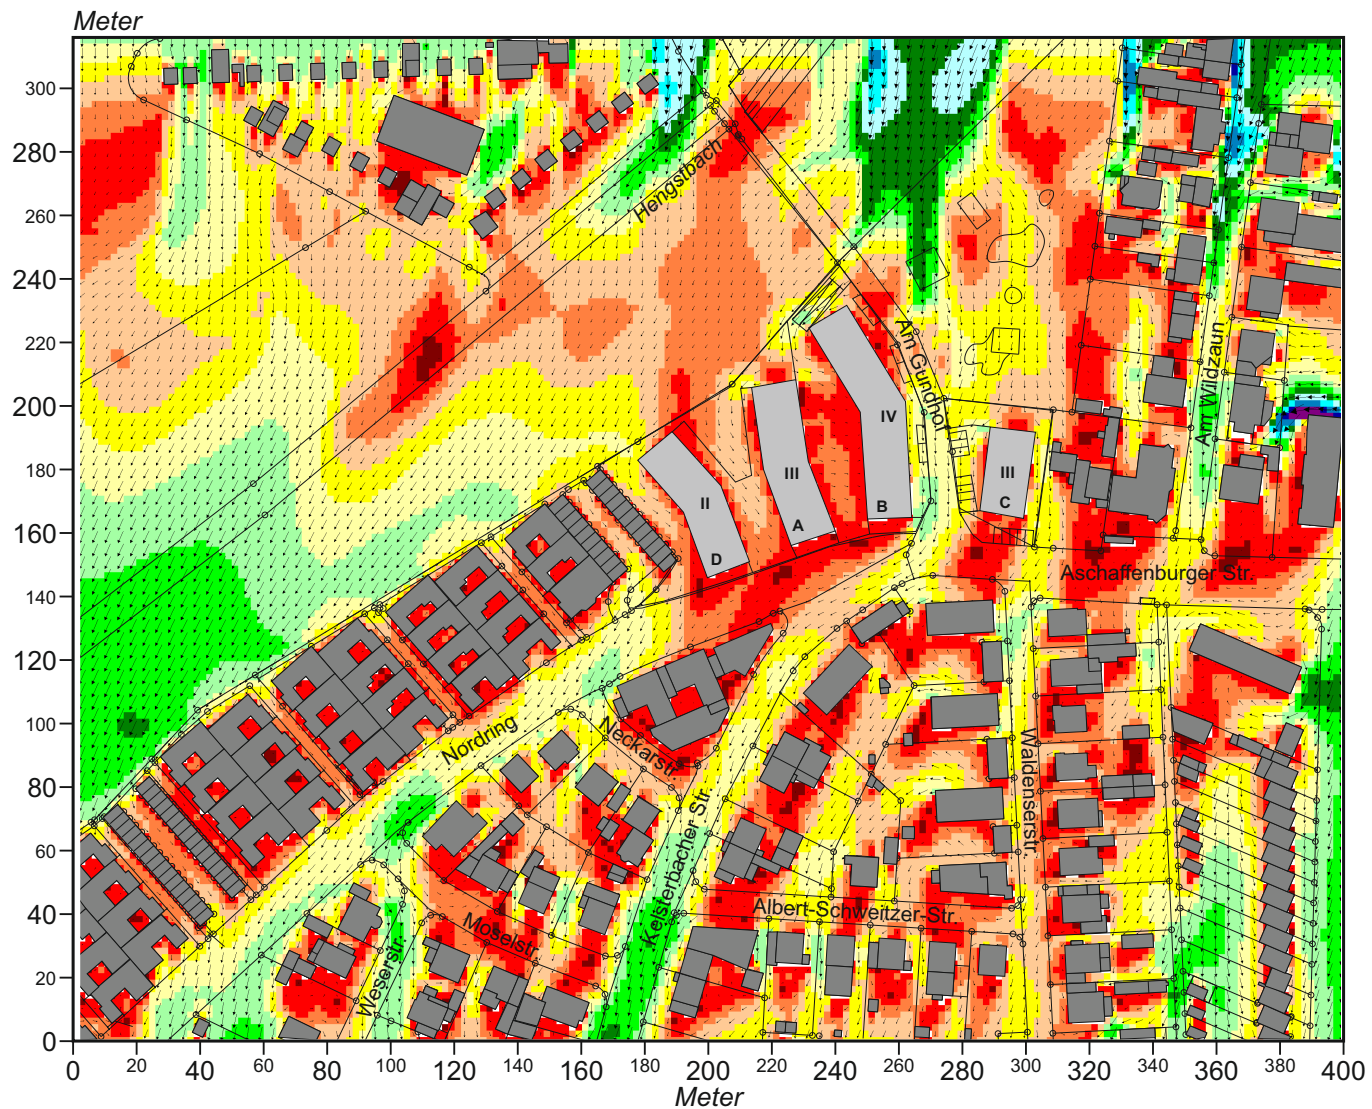 Meter
300
280
260
240
220
200
180
160
140
120
100
80
60
40
20
0
Hengstbach
Am Gundhof
Am Wildzaun
IV
III
III
II
C
B
A
D
Aschaffenburger Str.
Nordring
Neckarstr.
Waldenserstr.
Kelsterbacher Str.
Albert-Schweitzer-Str.
Moselstr.
Weserstr.
0 20 40 60 80 100 120 140 160 180 200 220 240 260 280 300 320 340 360 380 400
Meter